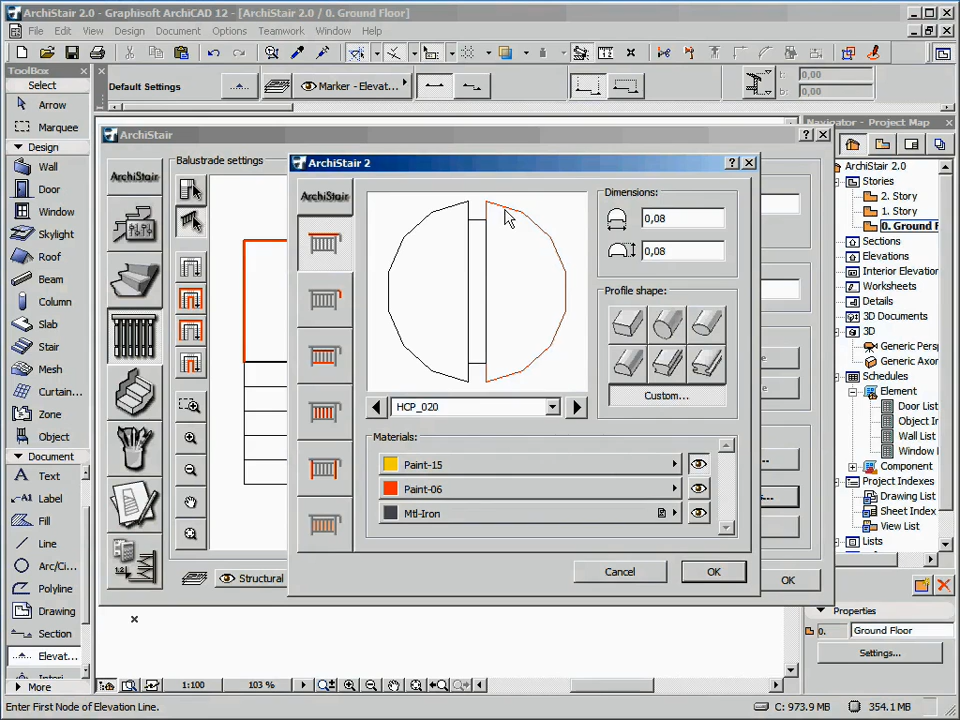 ArchiStair 2.0 - Graphisoft ArchiCAD 12 - [ArchiStair 2.0 / 0. Ground Floor]
File Edit View Design Document Options Teamwork Window Help
ToolBox
Select
Arrow
Marquee
Design
Wall
Door
Window
Skylight
Roof
Beam
Column
Slab
Stair
Mesh
Curtain...
Zone
Object
Document
Text
Label
Fill
Line
Arc/Ci...
Polyline
Drawing
Section
Elevat...
More
Default Settings
Marker - Elevat...
t:
0,00
b:
0,00
ArchiStair
ArchiStair
Balustrade settings
Structural
OK
ArchiStair 2
ArchiStair
HCP_020
Dimensions:
0,08
0,08
Profile shape:
Custom...
Materials:
Paint-15
Paint-06
Mtl-Iron
Cancel
OK
Navigator - Project Map
ArchiStair 2.0
Stories
2. Story
1. Story
0. Ground F
Sections
Elevations
Interior Elevation
Worksheets
Details
3D Documents
3D
Generic Persp
Generic Axono
Schedules
Element
Door List
Object In
Wall List
Window
Component
Project Indexes
Drawing List
Sheet Index
View List
Lists
Properties
0.
Ground Floor
Settings...
1:100
103 %
Enter First Node of Elevation Line.
C: 973.9 MB
354.1 MB